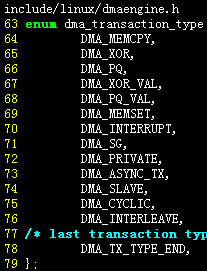 include/linux/dmaengine.h
63 enum dma_transaction_type
64 DMA_MEMCPY,
65 DMA_XOR,
66 DMA_PQ,
67 DMA_XOR_VAL,
68 DMA_PQ_VAL,
69 DMA_MEMSET,
70 DMA_INTERRUPT,
71 DMA_SG,
72 DMA_PRIVATE,
73 DMA_ASYNC_TX,
74 DMA_SLAVE,
75 DMA_CYCLIC,
76 DMA_INTERLEAVE,
77 /* last transaction typ
78 DMA_TX_TYPE_END,
79 };